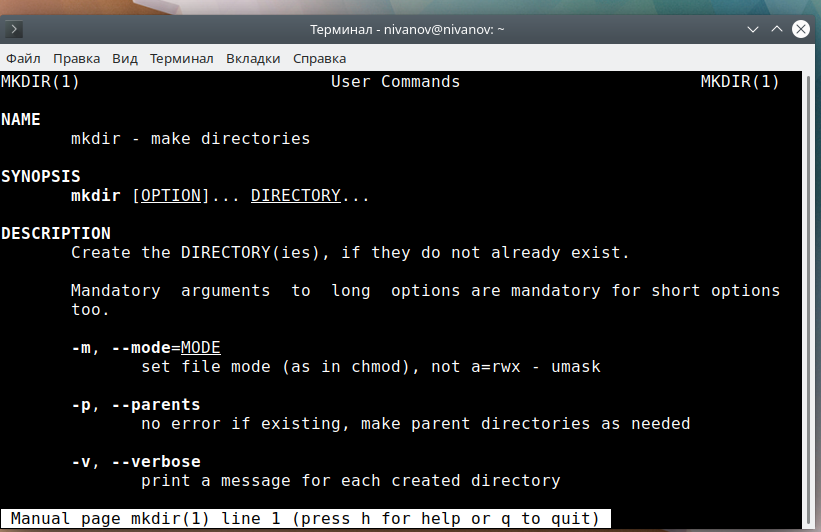 Терминал - nivanov@nivanov: ~
Файл Правка Вид Терминал Вкладки Справка
MKDIR(1) User Commands MKDIR(1)
NAME
mkdir - make directories
SYNOPSIS
mkdir [OPTION]... DIRECTORY...
DESCRIPTION
Create the DIRECTORY(ies), if they do not already exist.
Mandatory arguments to long options are mandatory for short options
too.
-m, --mode=MODE
set file mode (as in chmod), not a=rwx - umask
-p, --parents
no error if existing, make parent directories as needed
-v, --verbose
print a message for each created directory
Manual page mkdir(1) line 1 (press h for help or q to quit)